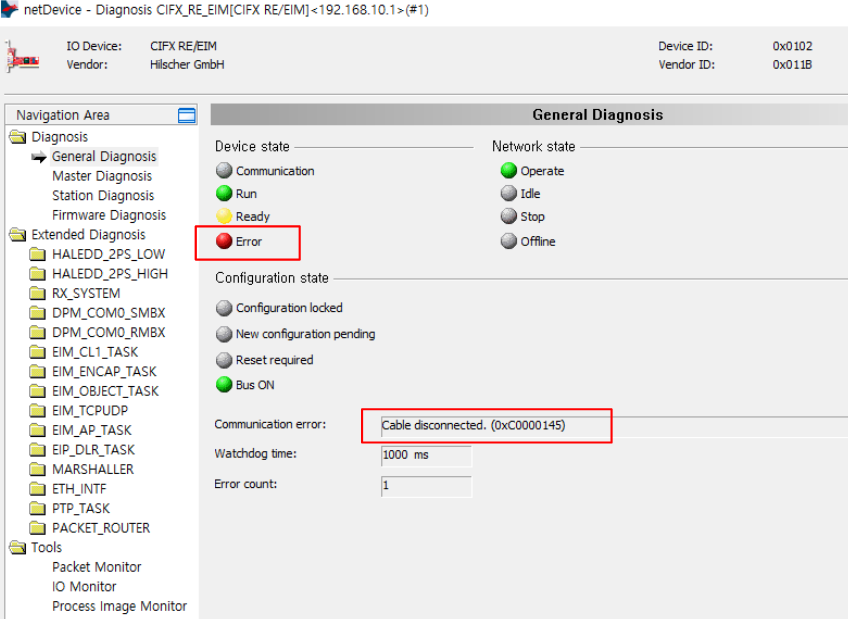 netDevice - Diagnosis CIFX_RE_EIM[CIFX RE/EIM]<192.168.10.1>(#1)
IO Device: CIFX RE/EIM Device ID: 0x0102
Vendor: Hilscher GmbH Vendor ID: 0x011B
Navigation Area
Diagnosis
General Diagnosis
Master Diagnosis
Station Diagnosis
Firmware Diagnosis
Extended Diagnosis
HALEDD_2PS_LOW
HALEDD_2PS_HIGH
RX_SYSTEM
DPM_COM0_SMBX
DPM_COM0_RMBX
EIM_CL1_TASK
EIM_ENCAP_TASK
EIM_OBJECT_TASK
EIM_TCPUDP
EIM_AP_TASK
EIP_DLR_TASK
MARSHALLER
ETH_INTF
PTP_TASK
PACKET_ROUTER
Tools
Packet Monitor
IO Monitor
Process Image Monitor
General Diagnosis
Device state Network state
Communication Operate
Run Idle
Ready Stop
Error Offline
Configuration state
Configuration locked
New configuration pending
Reset required
Bus ON
Communication error: Cable disconnected. (0xC0000145)
Watchdog time: 1000 ms
Error count: 1